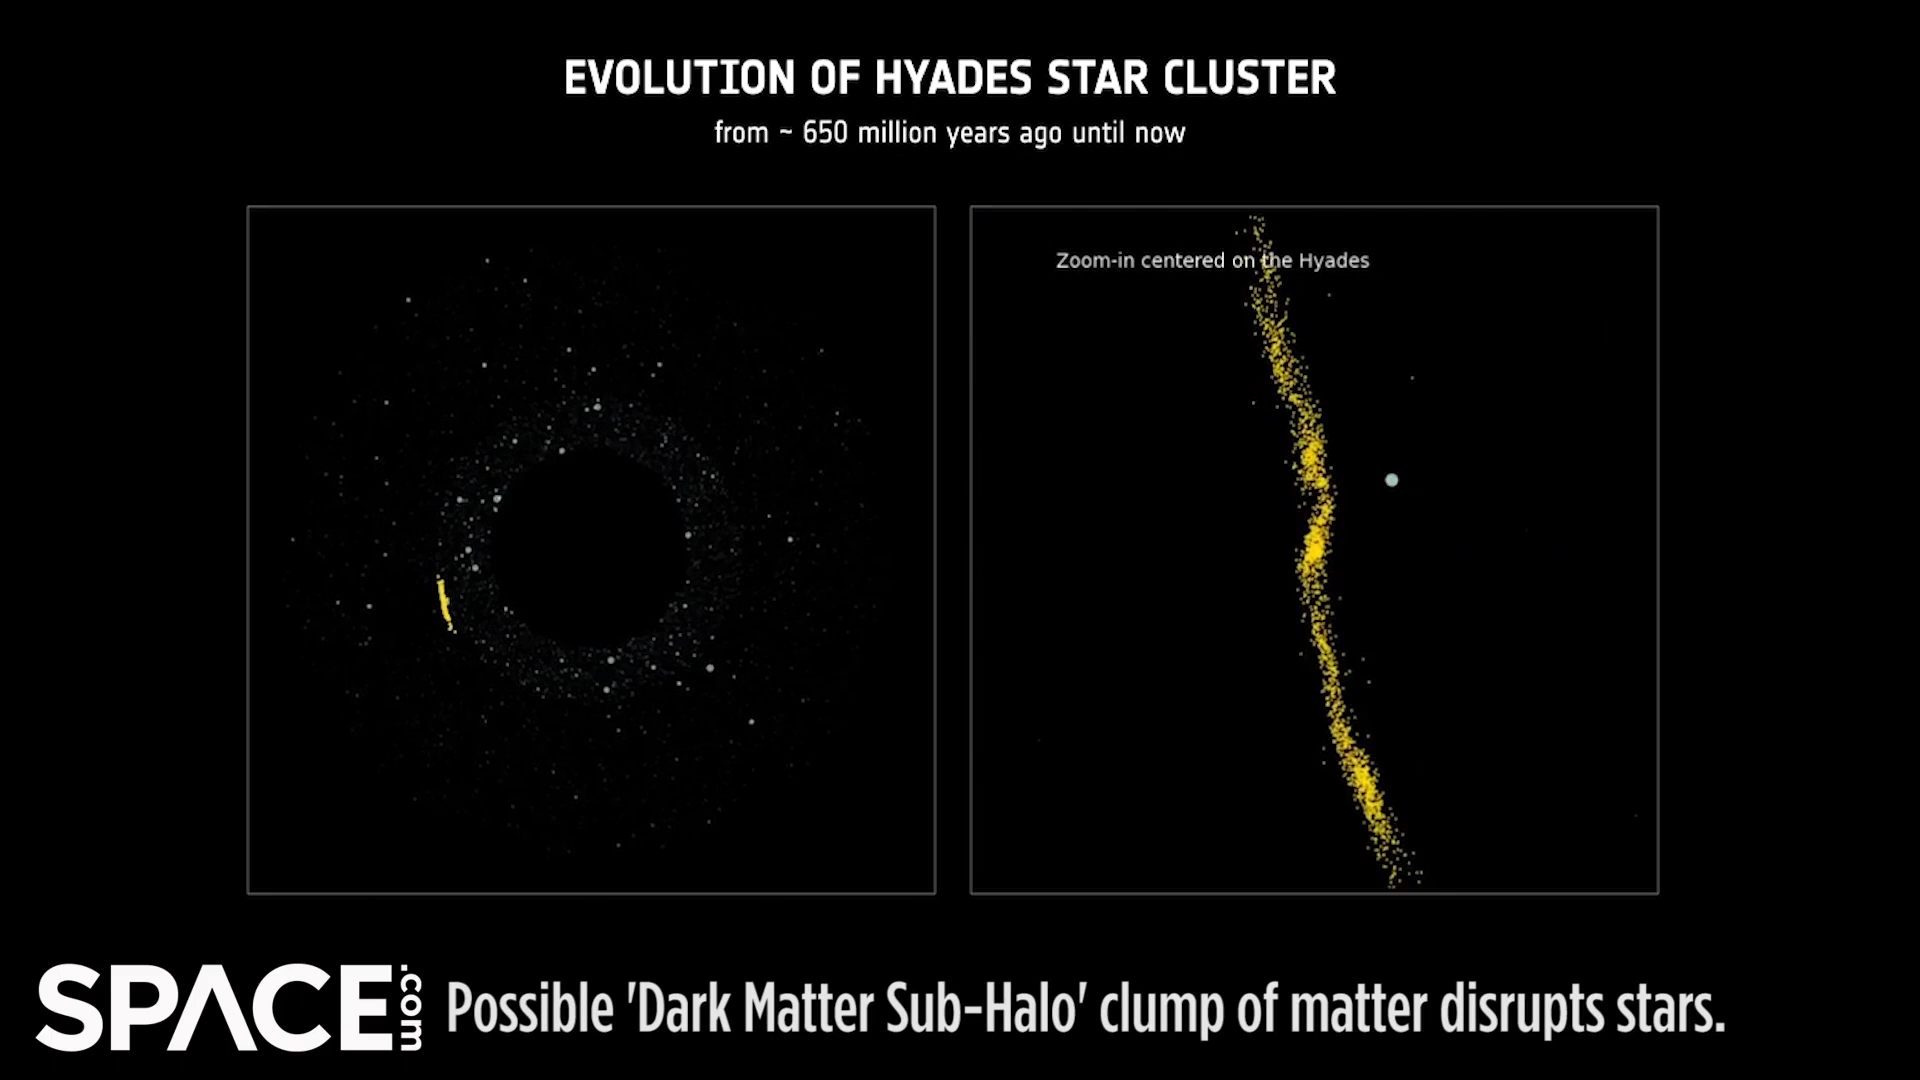 EVOLUTION OF HYADES STAR CLUSTER
from ~ 650 million years ago until now
Zoom-in centered on the Hyades
SPACE.com
Possible 'Dark Matter Sub-Halo' clump of matter disrupts stars.